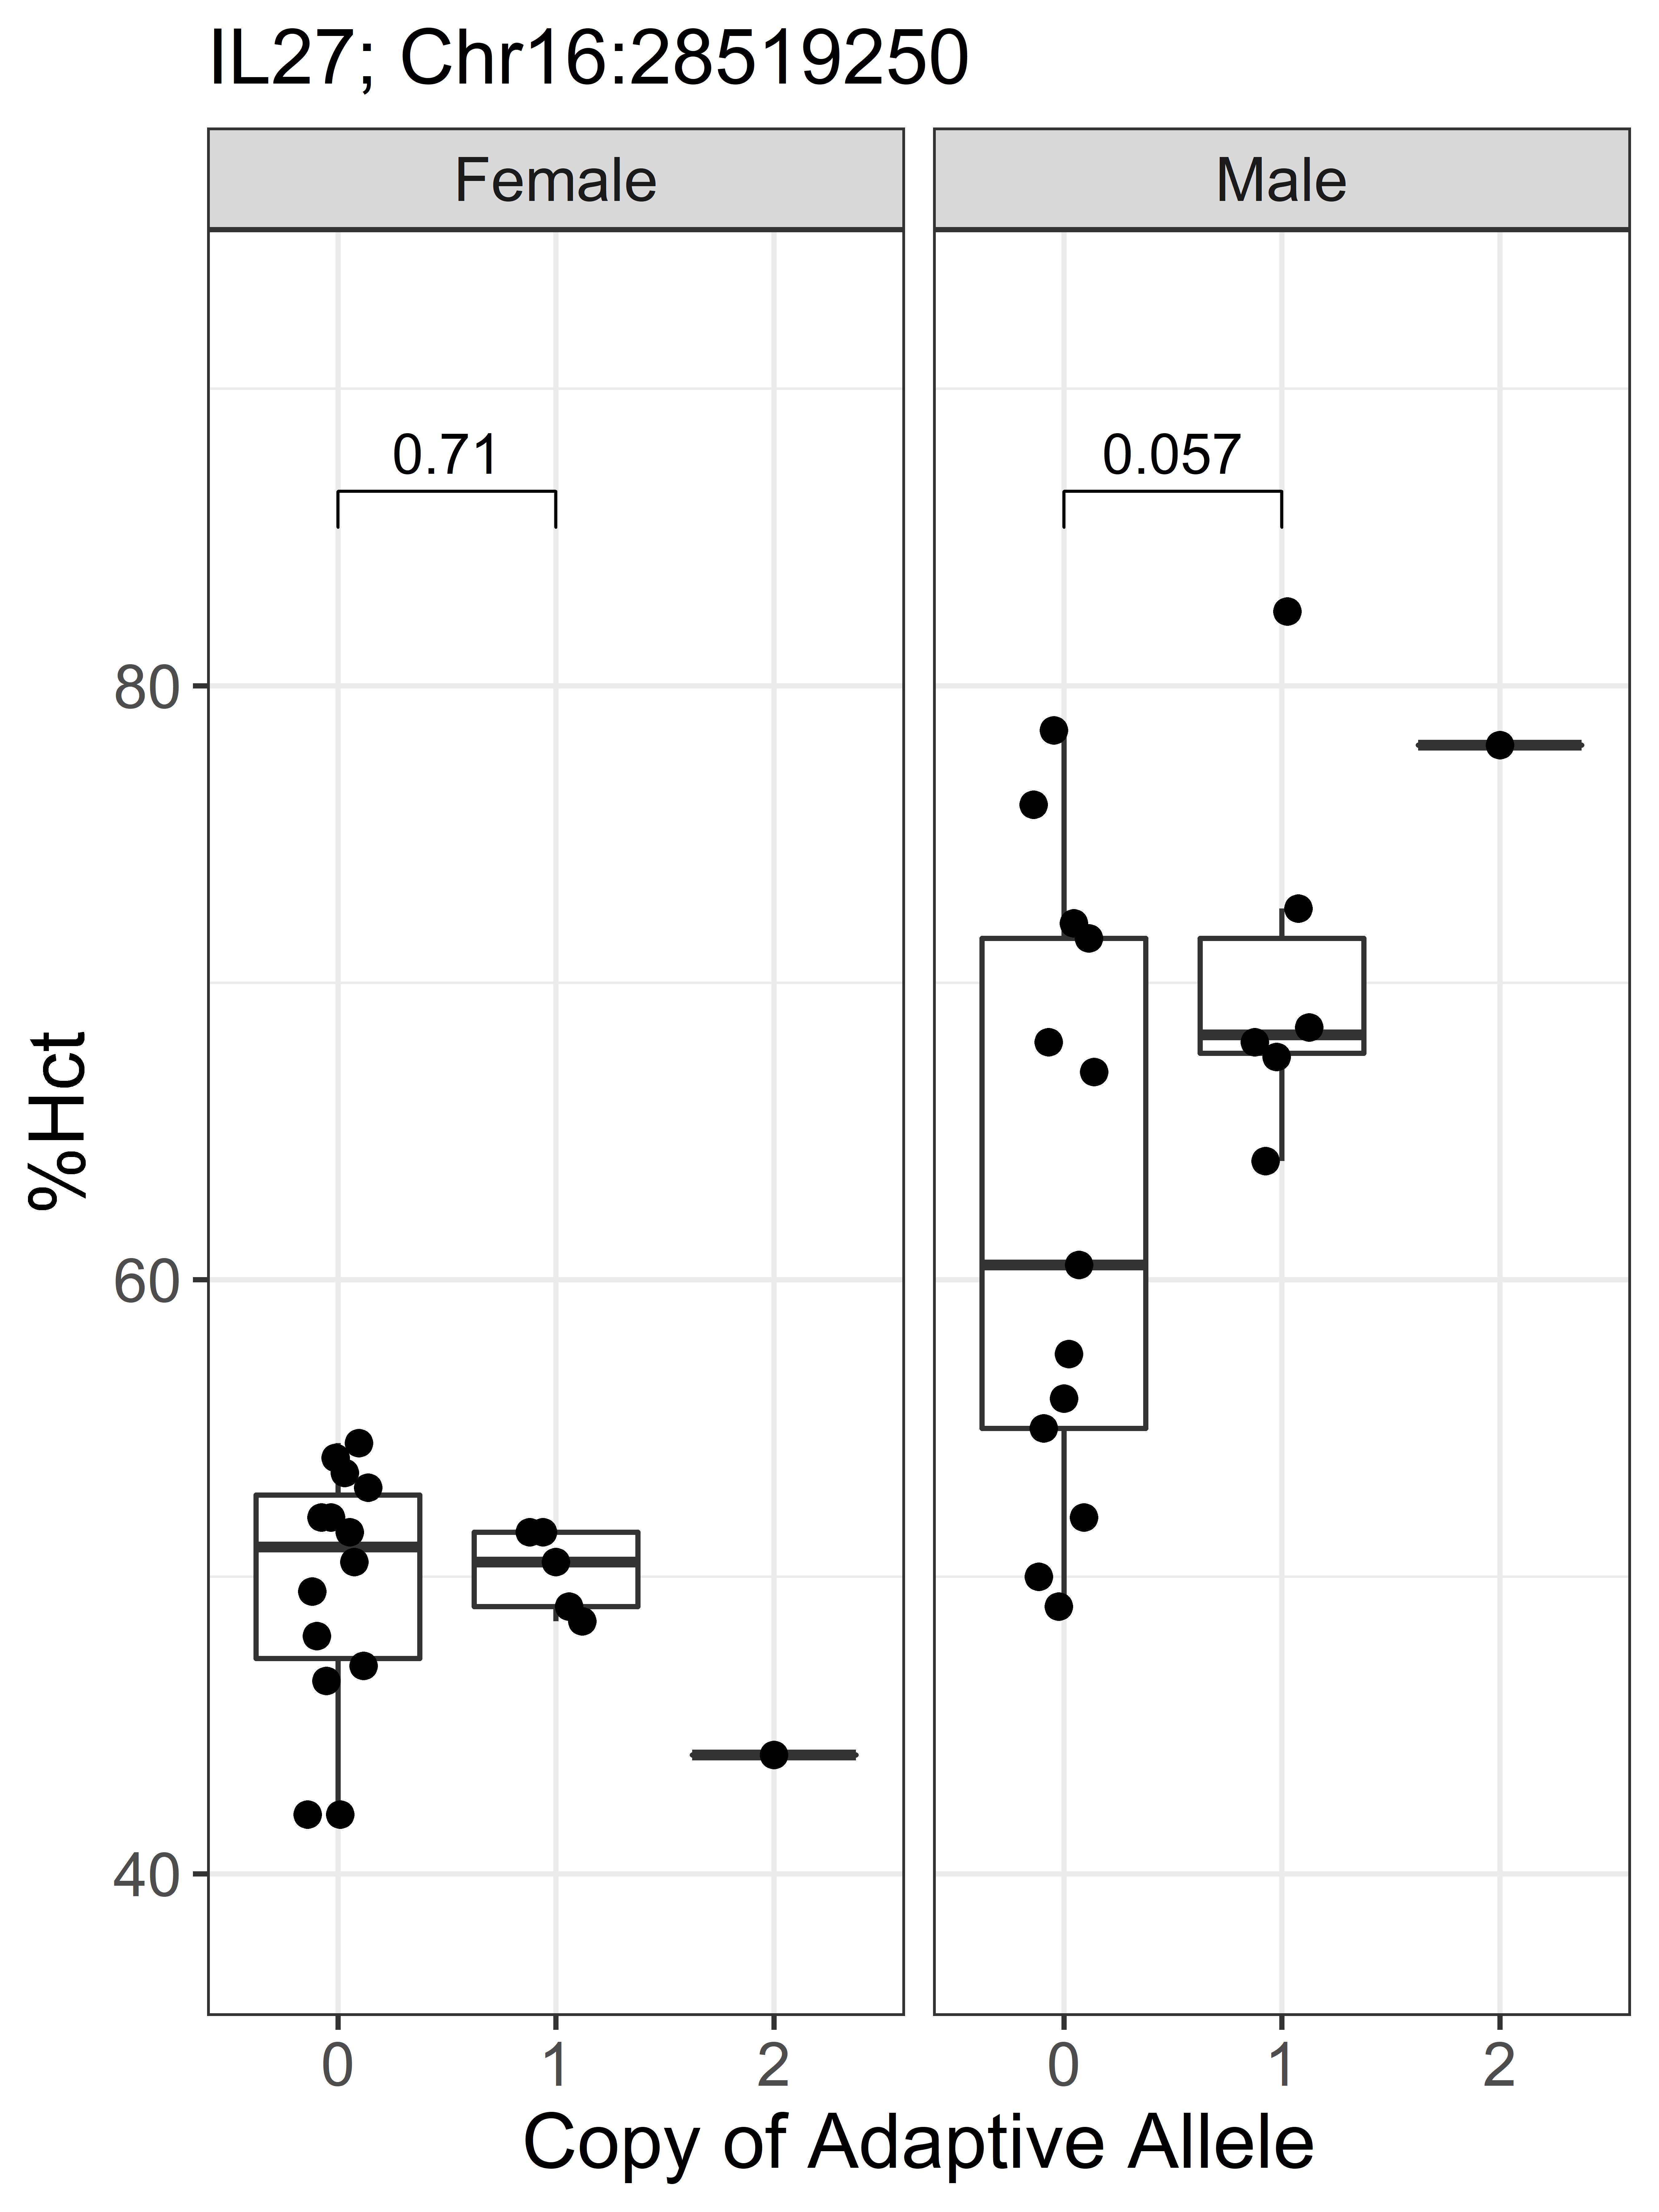 IL27; Chr16:28519250
Female
Male
0.71
0.057
%Hct
80
60
40
0 1 2
0 1 2
Copy of Adaptive Allele